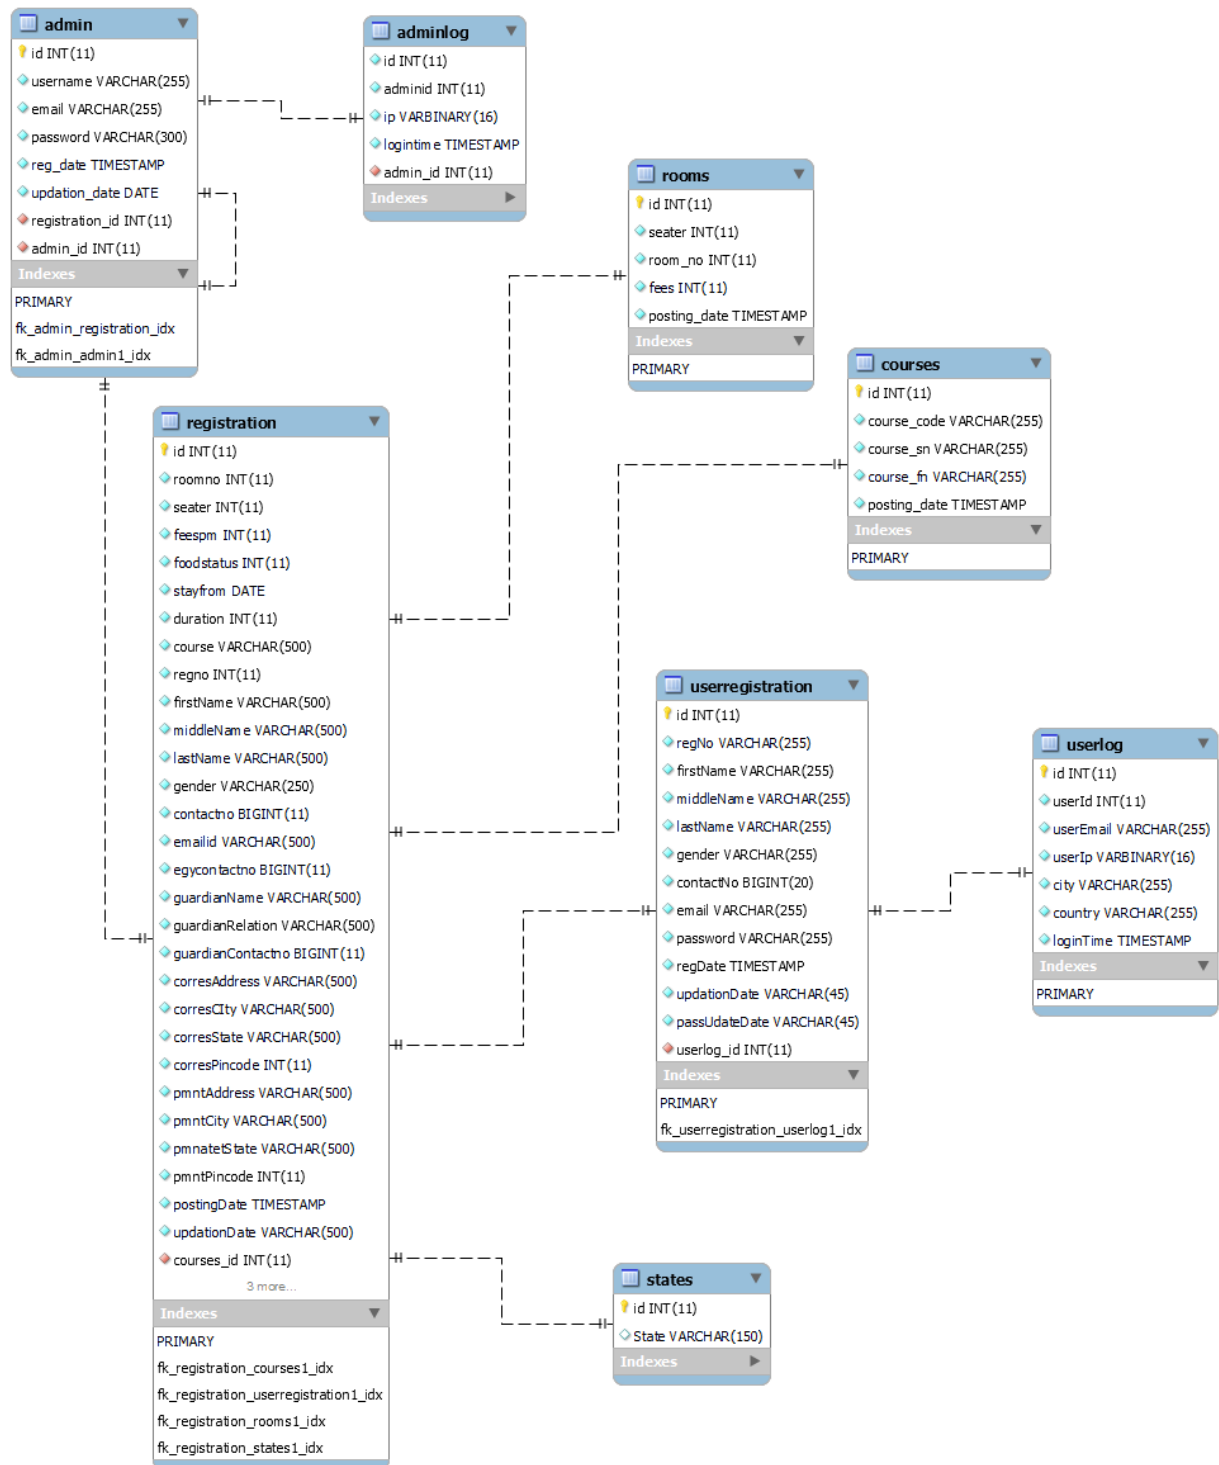 admin
id INT(11)
username VARCHAR(255)
email VARCHAR(255)
password VARCHAR(300)
reg_date TIMESTAMP
updation_date DATE
registration_id INT(11)
admin_id INT(11)
Indexes
PRIMARY
fk_admin_registration_idx
fk_admin_admin1_idx
adminlog
id INT(11)
adminid INT(11)
ip VARBINARY(16)
logintime TIMESTAMP
admin_id INT(11)
Indexes
rooms
id INT(11)
seater INT(11)
room_no INT(11)
fees INT(11)
posting_date TIMESTAMP
Indexes
PRIMARY
courses
id INT(11)
course_code VARCHAR(255)
course_sn VARCHAR(255)
course_fn VARCHAR(255)
posting_date TIMESTAMP
Indexes
PRIMARY
registration
id INT(11)
roomno INT(11)
seater INT(11)
feespm INT(11)
foodstatus INT(11)
stayfrom DATE
duration INT(11)
course VARCHAR(500)
regno INT(11)
firstName VARCHAR(500)
middleName VARCHAR(500)
lastName VARCHAR(500)
gender VARCHAR(250)
contactno BIGINT(11)
emailid VARCHAR(500)
egycontactno BIGINT(11)
guardianName VARCHAR(500)
guardianRelation VARCHAR(500)
guardianContactno BIGINT(11)
corresAddress VARCHAR(500)
corresCIty VARCHAR(500)
corresState VARCHAR(500)
corresPincode INT(11)
pmntAddress VARCHAR(500)
pmntCity VARCHAR(500)
pmnatetState VARCHAR(500)
pmntPincode INT(11)
postingDate TIMESTAMP
updationDate VARCHAR(500)
courses_id INT(11)
3 more...
Indexes
PRIMARY
fk_registration_courses1_idx
fk_registration_userregistration1_idx
fk_registration_rooms1_idx
fk_registration_states1_idx
userregistration
id INT(11)
regNo VARCHAR(255)
firstName VARCHAR(255)
middleName VARCHAR(255)
lastName VARCHAR(255)
gender VARCHAR(255)
contactNo BIGINT(20)
email VARCHAR(255)
password VARCHAR(255)
regDate TIMESTAMP
updationDate VARCHAR(45)
passUdateDate VARCHAR(45)
userlog_id INT(11)
Indexes
PRIMARY
fk_userregistration_userlog1_idx
userlog
id INT(11)
userId INT(11)
userEmail VARCHAR(255)
userIp VARBINARY(16)
city VARCHAR(255)
country VARCHAR(255)
loginTime TIMESTAMP
Indexes
PRIMARY
states
id INT(11)
State VARCHAR(150)
Indexes